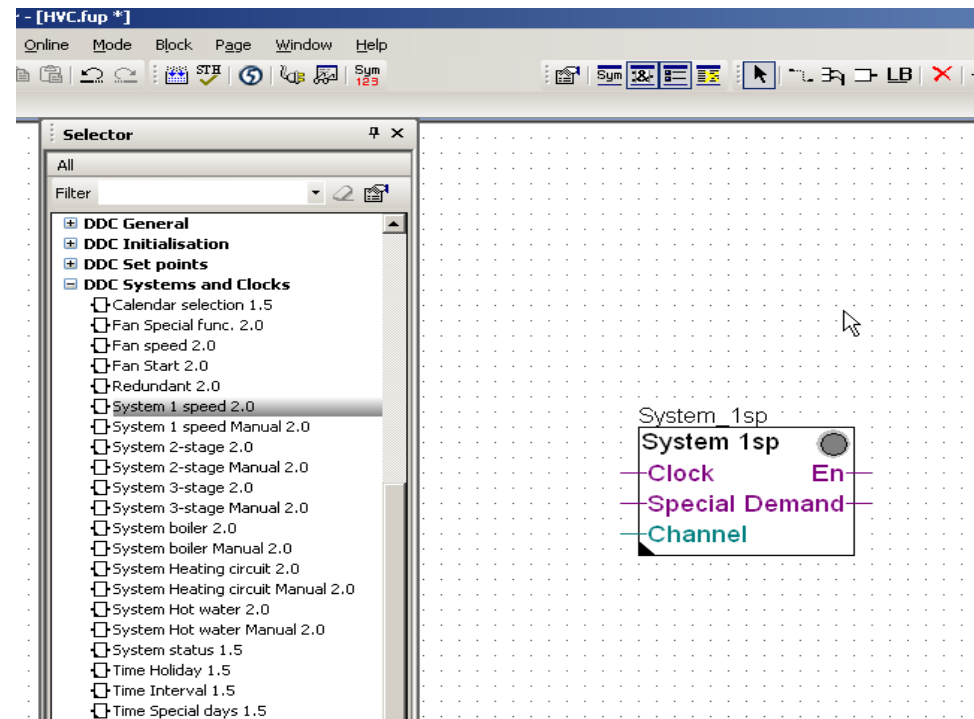 - [HVC.fup *]
Online Mode Block Page Window Help
STH Sym 123 Sym LB
Selector
All
Filter
DDC General
DDC Initialisation
DDC Set points
DDC Systems and Clocks
Calendar selection 1.5
Fan Special func. 2.0
Fan speed 2.0
Fan Start 2.0
Redundant 2.0
System 1 speed 2.0
System 1 speed Manual 2.0
System 2-stage 2.0
System 2-stage Manual 2.0
System 3-stage 2.0
System 3-stage Manual 2.0
System boiler 2.0
System boiler Manual 2.0
System Heating circuit 2.0
System Heating circuit Manual 2.0
System Hot water 2.0
System Hot water Manual 2.0
System status 1.5
Time Holiday 1.5
Time Interval 1.5
Time Special days 1.5
System_1sp
System 1sp
Clock En
Special Demand
Channel